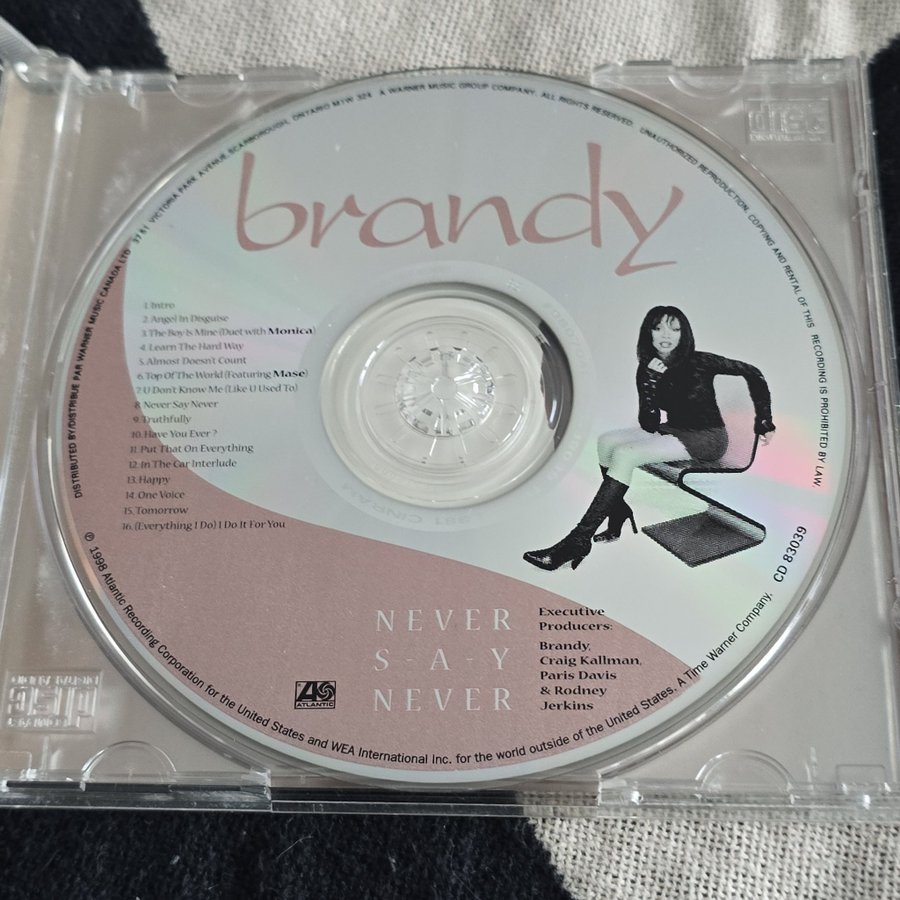 brandy
1. Intro
2. Angel In Disguise
3. The Boy Is Mine (Duet with Monica)
4. Learn The Hard Way
5. Almost Doesn't Count
6. Top Of The World (Featuring Mase)
7. U Don't Know Me (Like U Used To)
8. Never Say Never
9. Truthfully
10. Have You Ever?
11. Put That On Everything
12. In The Car Interlude
13. Happy
14. One Voice
15. Tomorrow
16. (Everything I Do) I Do It For You
NEVER
S-A-Y
NEVER
Executive
Producers:
Brandy,
Craig Kallman,
Paris Davis
& Rodney
Jerkins
ATLANTIC
CD 83039
DISTRIBUTED BY/DISTRIBUE PAR WARNER MUSIC CANADA LTD 3751 VICTORIA PARK AVENUE, SCARBOROUGH, ONTARIO M1W 3Z4 A WARNER MUSIC GROUP COMPANY. ALL RIGHTS RESERVED. UNAUTHORIZED REPRODUCTION, COPYING AND RENTAL OF THIS RECORDING IS PROHIBITED BY LAW.
℗ 1998 Atlantic Recording Corporation for the United States and WEA International Inc. for the world outside of the United States. A Time Warner Company.
CINRAM
disc